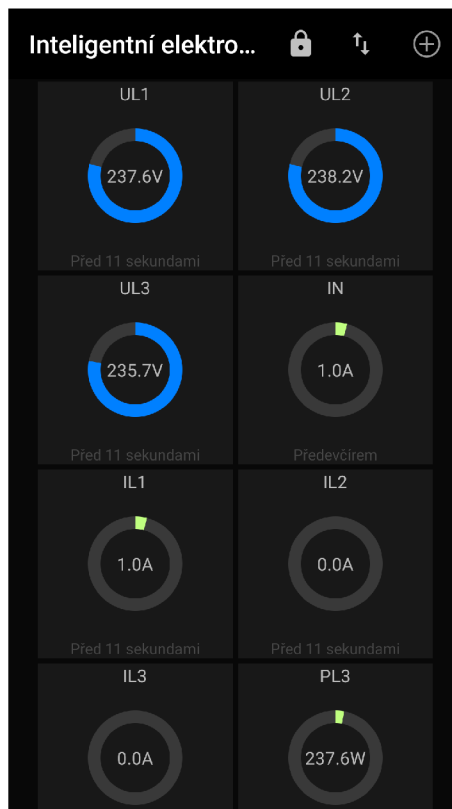 Inteligentní elektro...
UL1
237.6V
Před 11 sekundami
UL2
238.2V
Před 11 sekundami
UL3
235.7V
Před 11 sekundami
IN
1.0A
Předevčírem
IL1
1.0A
Před 11 sekundami
IL2
0.0A
Před 11 sekundami
IL3
0.0A
PL3
237.6W